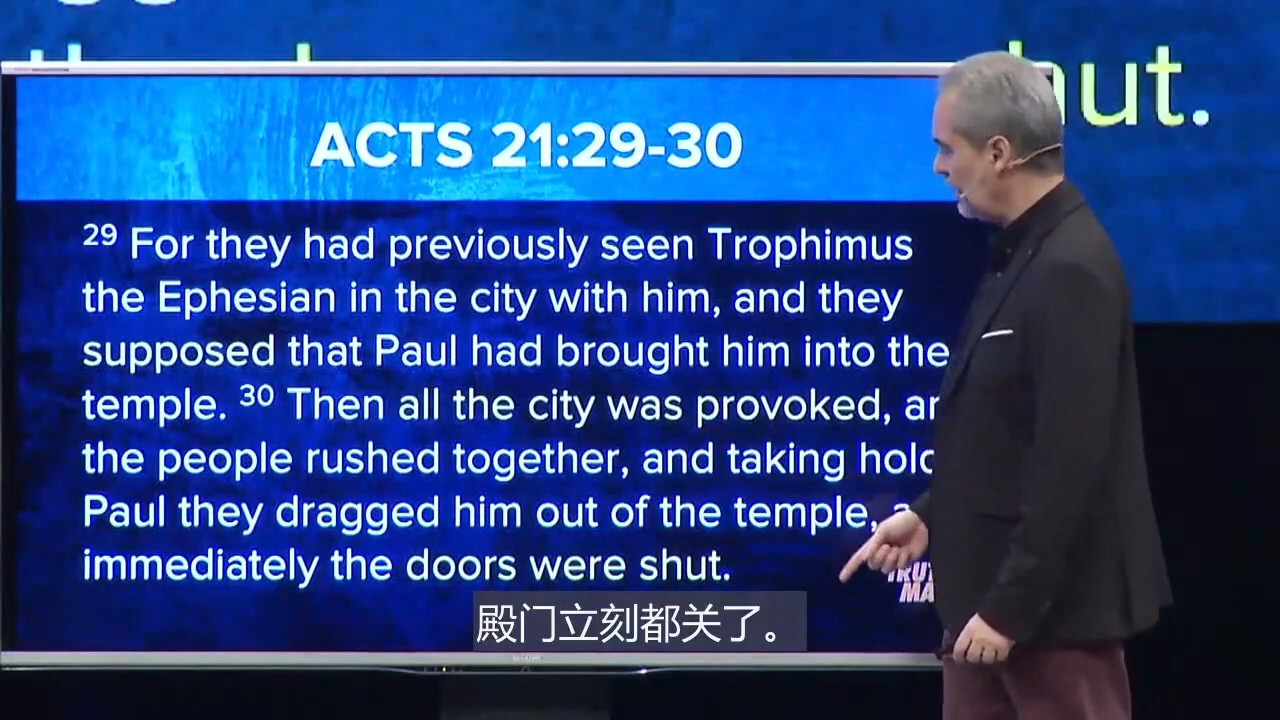 hut.
ACTS 21:29-30
29 For they had previously seen Trophimus
the Ephesian in the city with him, and they
supposed that Paul had brought him into the
temple. 30 Then all the city was provoked,
the people rushed together, and taking
Paul they dragged him out of the temple,
immediately the doors were shut.
殿门立刻都关了。